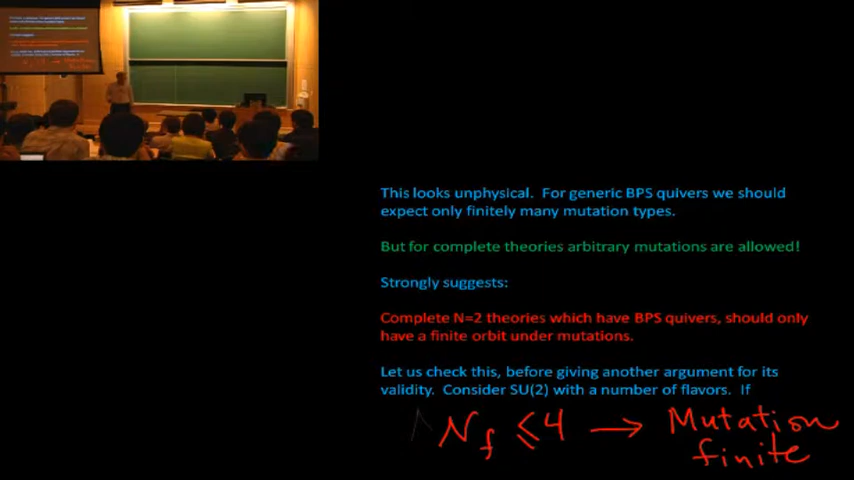 This looks unphysical. For generic BPS quivers we should
expect only finitely many mutation types.
But for complete theories arbitrary mutations are allowed!
Strongly suggests:
Complete N=2 theories which have BPS quivers, should only
have a finite orbit under mutations.
Let us check this, before giving another argument for its
validity. Consider SU(2) with a number of flavors. If
N_f ≤ 4 → Mutation
finite